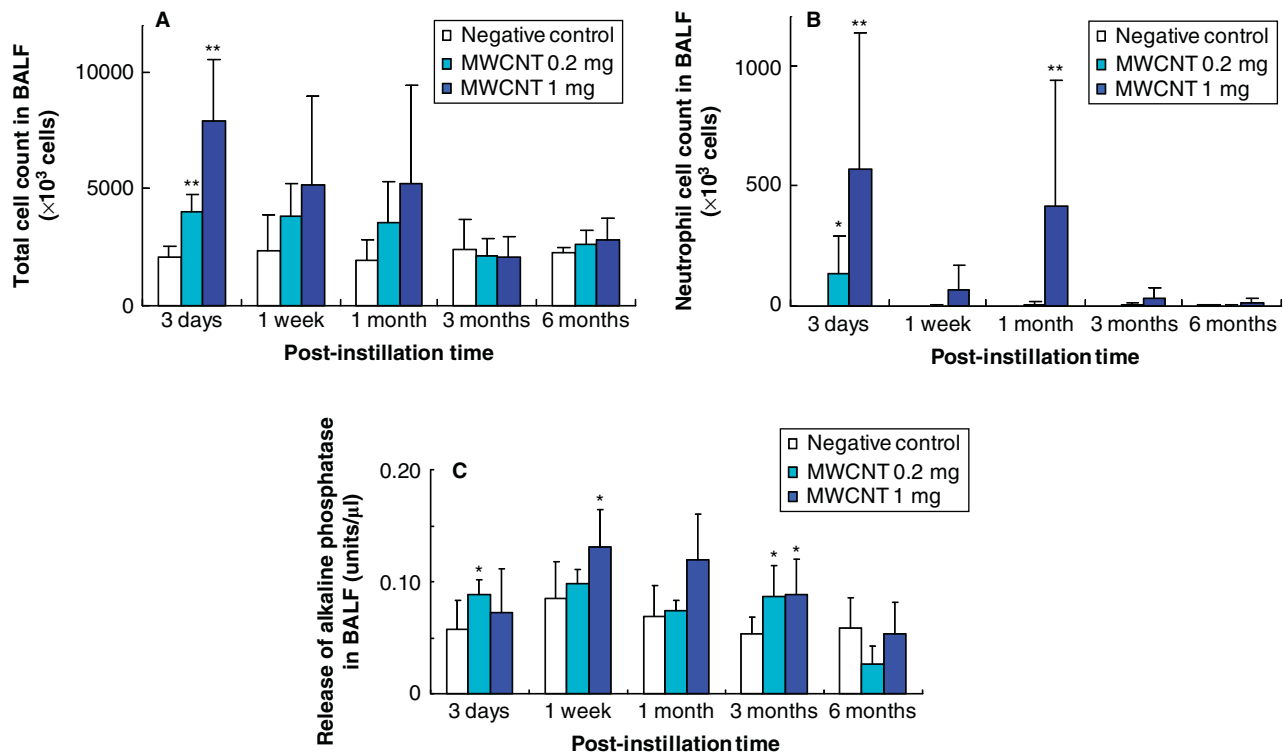 A
Total cell count in BALF
(×10³ cells)
10000
5000
0
**
**
Negative control
MWCNT 0.2 mg
MWCNT 1 mg
3 days 1 week 1 month 3 months 6 months
Post-instillation time
B
Neutrophil cell count in BALF
(×10³ cells)
1000
500
0
*
**
**
Negative control
MWCNT 0.2 mg
MWCNT 1 mg
3 days 1 week 1 month 3 months 6 months
Post-instillation time
C
Release of alkaline phosphatase
in BALF (units/µl)
0.20
0.10
0
*
*
* *
Negative control
MWCNT 0.2 mg
MWCNT 1 mg
3 days 1 week 1 month 3 months 6 months
Post-instillation time